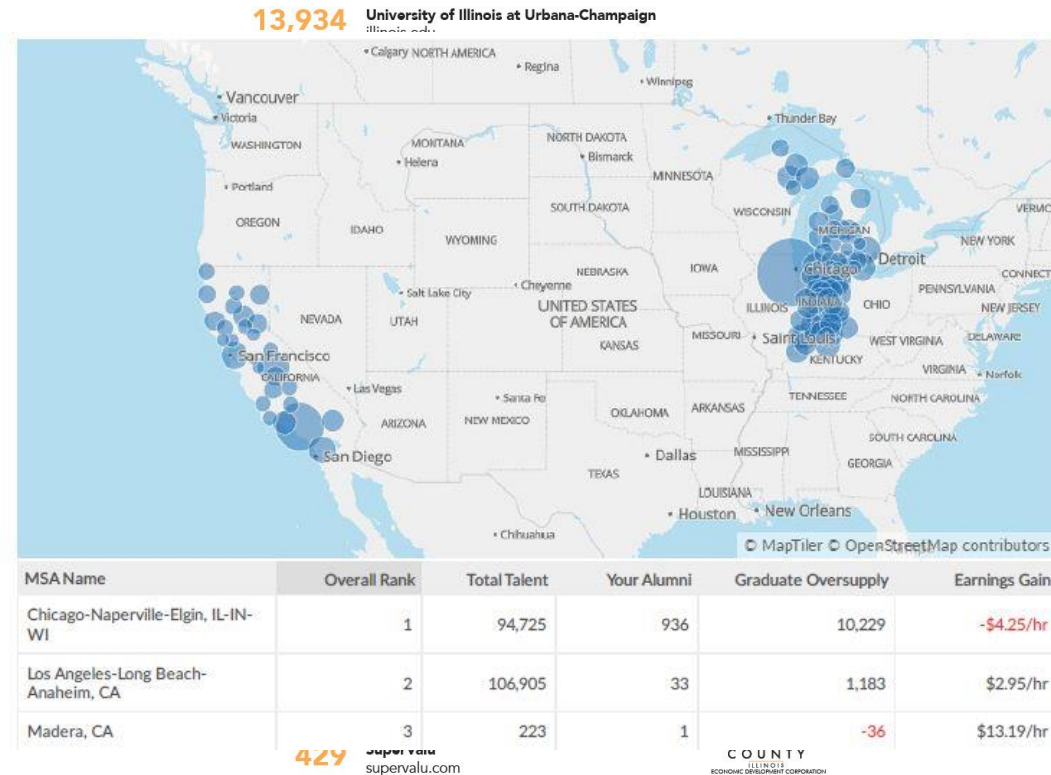 13,934 University of Illinois at Urbana-Champaign
illinois.edu
Calgary NORTH AMERICA
Regina
Winnipeg
Vancouver
Victoria
Thunder Bay
WASHINGTON
MONTANA
NORTH DAKOTA
Helena
Bismarck
Portland
MINNESOTA
OREGON
SOUTH DAKOTA
WISCONSIN
VERMO
IDAHO
MICHIGAN
WYOMING
NEW YORK
Detroit
Chicago
IOWA
NEBRASKA
CONNECT
Salt Lake City
Cheyenne
PENNSYLVANIA
UNITED STATES
OF AMERICA
ILLINOIS
INDIANA
OHIO
NEW JERSEY
NEVADA
UTAH
MISSOURI
Saint Louis
DELAWARE
KANSAS
WEST VIRGINIA
San Francisco
KENTUCKY
CALIFORNIA
VIRGINIA
Norfolk
Las Vegas
Santa Fe
TENNESSEE
NORTH CAROLINA
OKLAHOMA
ARKANSAS
ARIZONA
NEW MEXICO
SOUTH CAROLINA
San Diego
Dallas
MISSISSIPPI
GEORGIA
TEXAS
LOUISIANA
Houston
New Orleans
Chihuahua
© MapTiler © OpenStreetMap contributors
MSA Name Overall Rank Total Talent Your Alumni Graduate Oversupply Earnings Gain
Chicago-Naperville-Elgin, IL-IN-
WI 1 94,725 936 10,229 -$4.25/hr
Los Angeles-Long Beach-
Anaheim, CA 2 106,905 33 1,183 $2.95/hr
Madera, CA 3 223 1 -36 $13.19/hr
429 Supervalu
supervalu.com
COUNTY
ILLINOIS
ECONOMIC DEVELOPMENT CORPORATION